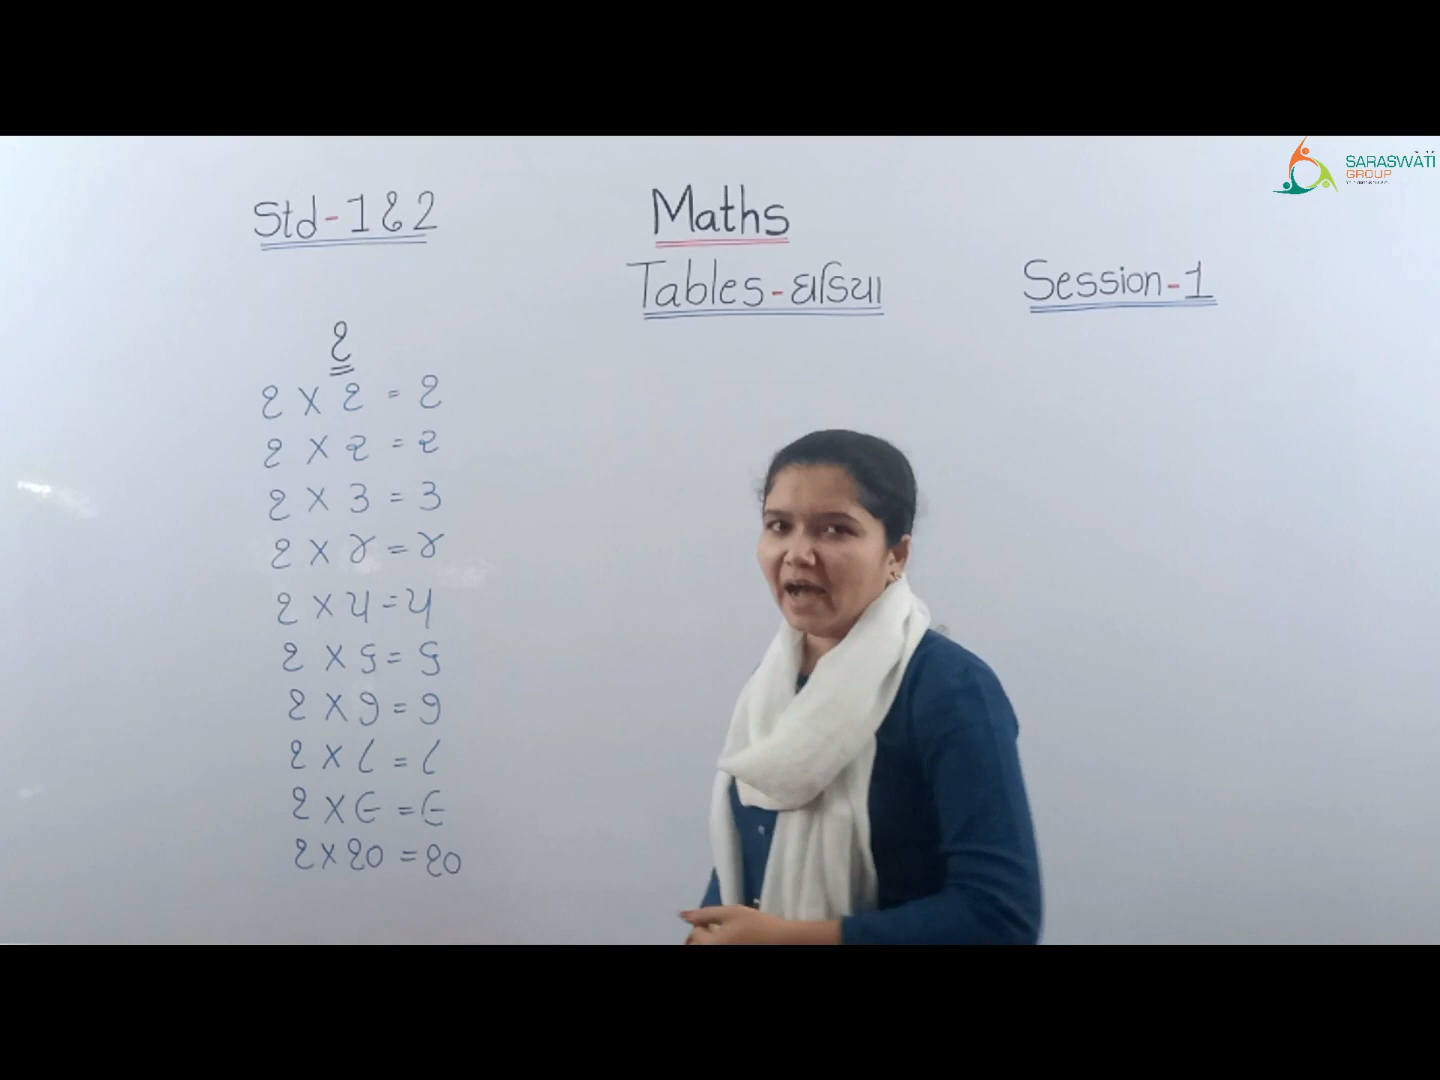 SARASWATI
GROUP
Std-1 & 2
Maths
Tables-ઘડિયા
Session-1
૧
૧ × ૧ = ૧
૧ × ૨ = ૨
૧ × ૩ = ૩
૧ × ૪ = ૪
૧ × ૫ = ૫
૧ × ૬ = ૬
૧ × ૭ = ૭
૧ × ૮ = ૮
૧ × ૯ = ૯
૧ × ૧૦ = ૧૦